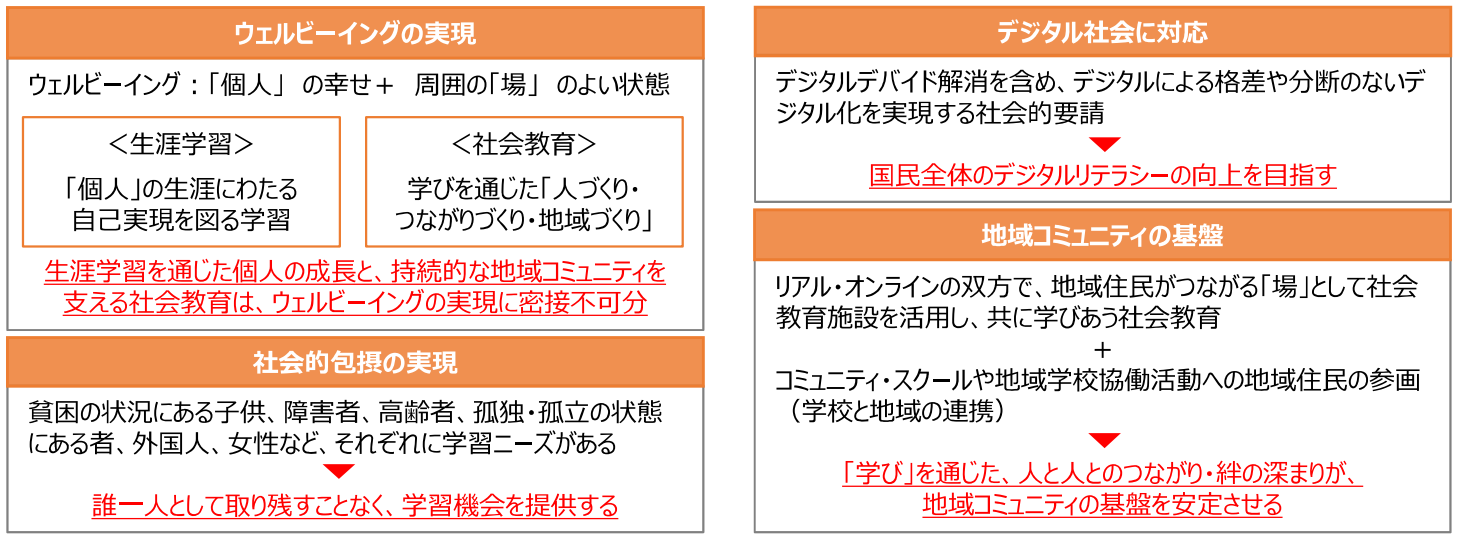 ウェルビーイングの実現
ウェルビーイング：「個人」 の幸せ＋ 周囲の「場」 のよい状態
＜生涯学習＞
「個人」の生涯にわたる
自己実現を図る学習
＜社会教育＞
学びを通じた「人づくり・
つながりづくり・地域づくり」
生涯学習を通じた個人の成長と、持続的な地域コミュニティを
支える社会教育は、ウェルビーイングの実現に密接不可分
社会的包摂の実現
貧困の状況にある子供、障害者、高齢者、孤独・孤立の状態
にある者、外国人、女性など、それぞれに学習ニーズがある
誰一人として取り残すことなく、学習機会を提供する
デジタル社会に対応
デジタルデバイド解消を含め、デジタルによる格差や分断のないデ
ジタル化を実現する社会的要請
国民全体のデジタルリテラシーの向上を目指す
地域コミュニティの基盤
リアル・オンラインの双方で、地域住民がつながる「場」として社会
教育施設を活用し、共に学びあう社会教育
＋
コミュニティ・スクールや地域学校協働活動への地域住民の参画
（学校と地域の連携）
「学び」を通じた、人と人とのつながり・絆の深まりが、
地域コミュニティの基盤を安定させる